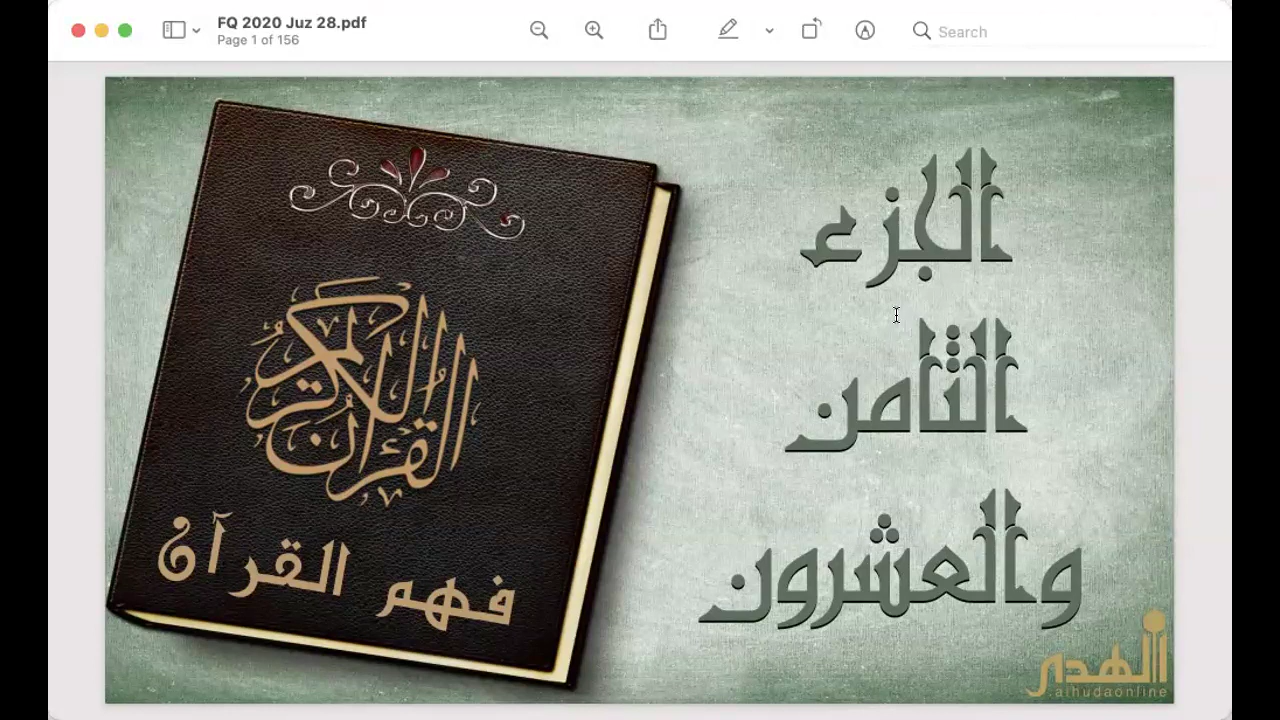 FQ 2020 Juz 28.pdf
Page 1 of 156
Search
القرآن الكريم
فهم القرآن
الجزء
الثامن
والعشرون
الهدى
alhudaonline